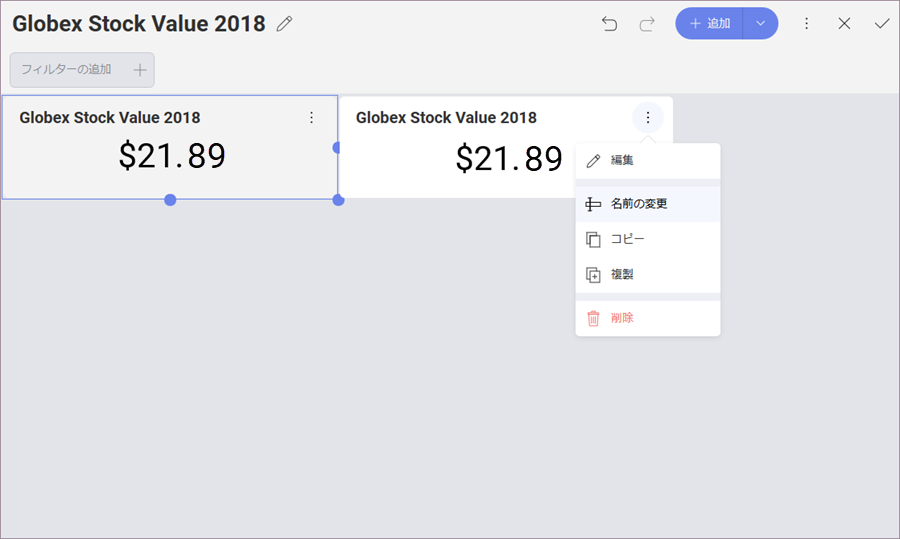 Globex Stock Value 2018
追加
フィルターの追加
Globex Stock Value 2018
$21.89
Globex Stock Value 2018
$21.89
編集
名前の変更
コピー
複製
削除